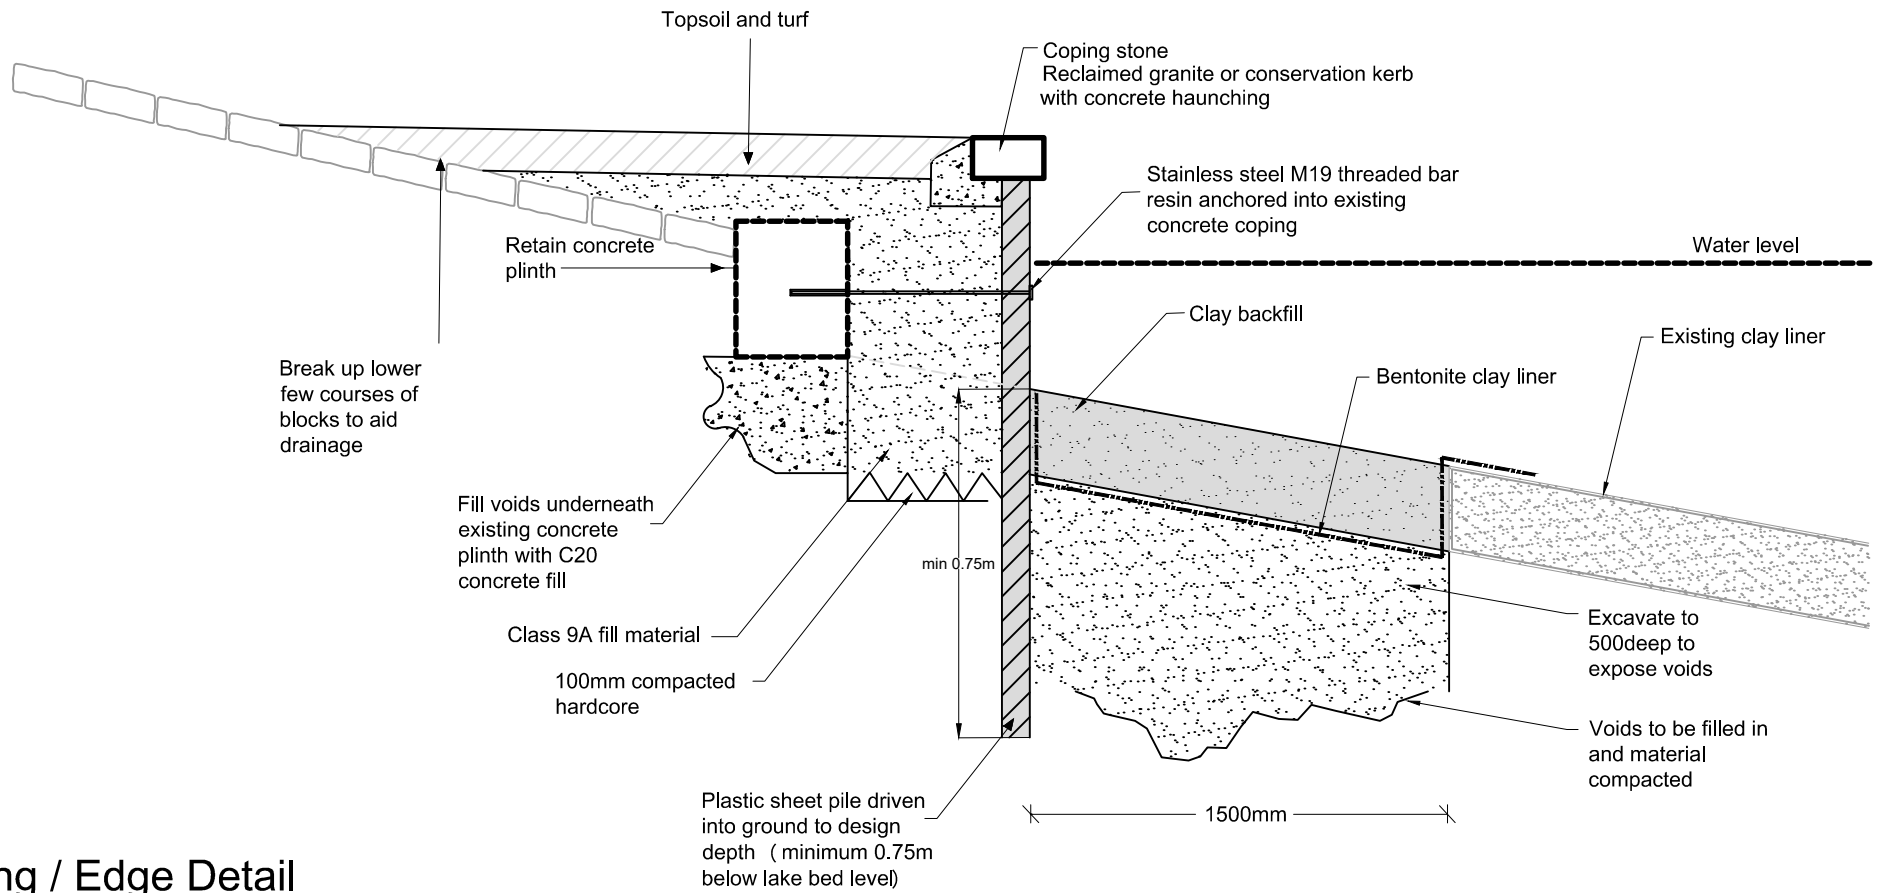 Topsoil and turf
Coping stone
Reclaimed granite or conservation kerb
with concrete haunching
Stainless steel M19 threaded bar
resin anchored into existing
concrete coping
Water level
Retain concrete
plinth
Clay backfill
Existing clay liner
Bentonite clay liner
Break up lower
few courses of
blocks to aid
drainage
Fill voids underneath
existing concrete
plinth with C20
concrete fill
min 0.75m
Class 9A fill material
100mm compacted
hardcore
Excavate to
500deep to
expose voids
Voids to be filled in
and material
compacted
Plastic sheet pile driven
into ground to design
depth ( minimum 0.75m
below lake bed level)
1500mm
ng / Edge Detail